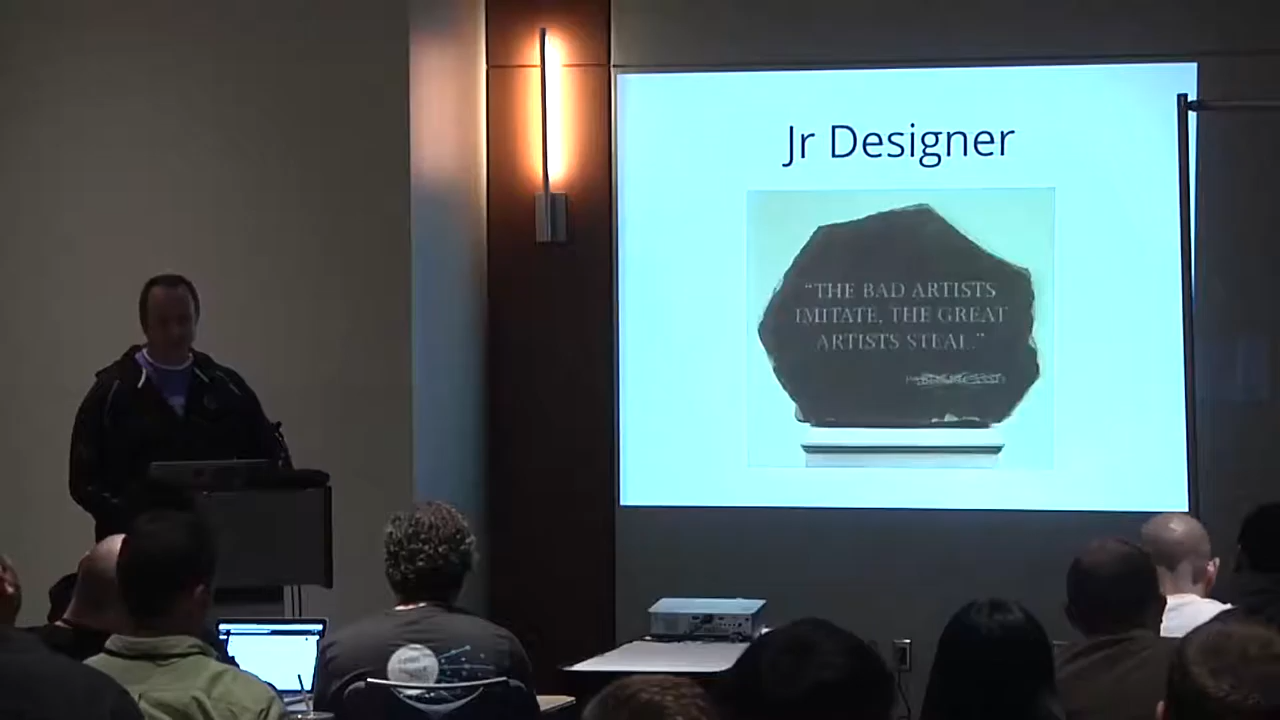 Jr Designer
“THE BAD ARTISTS
IMITATE, THE GREAT
ARTISTS STEAL.”